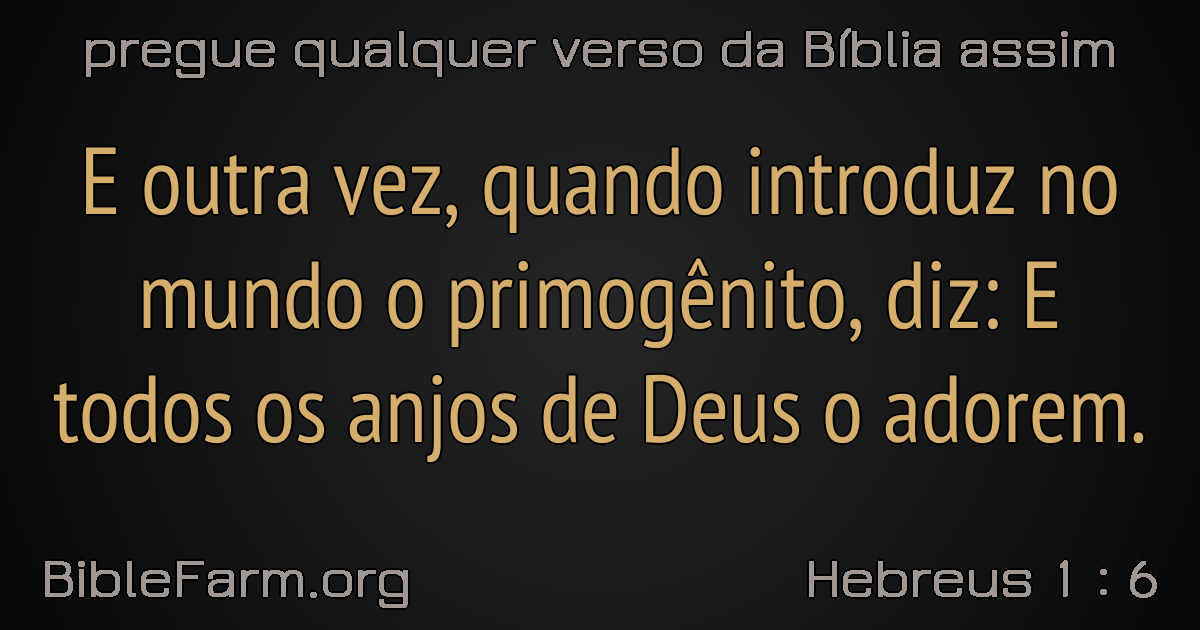 pregue qualquer verso da Bíblia assim
E outra vez, quando introduz no
mundo o primogênito, diz: E
todos os anjos de Deus o adorem.
BibleFarm.org
Hebreus 1 : 6